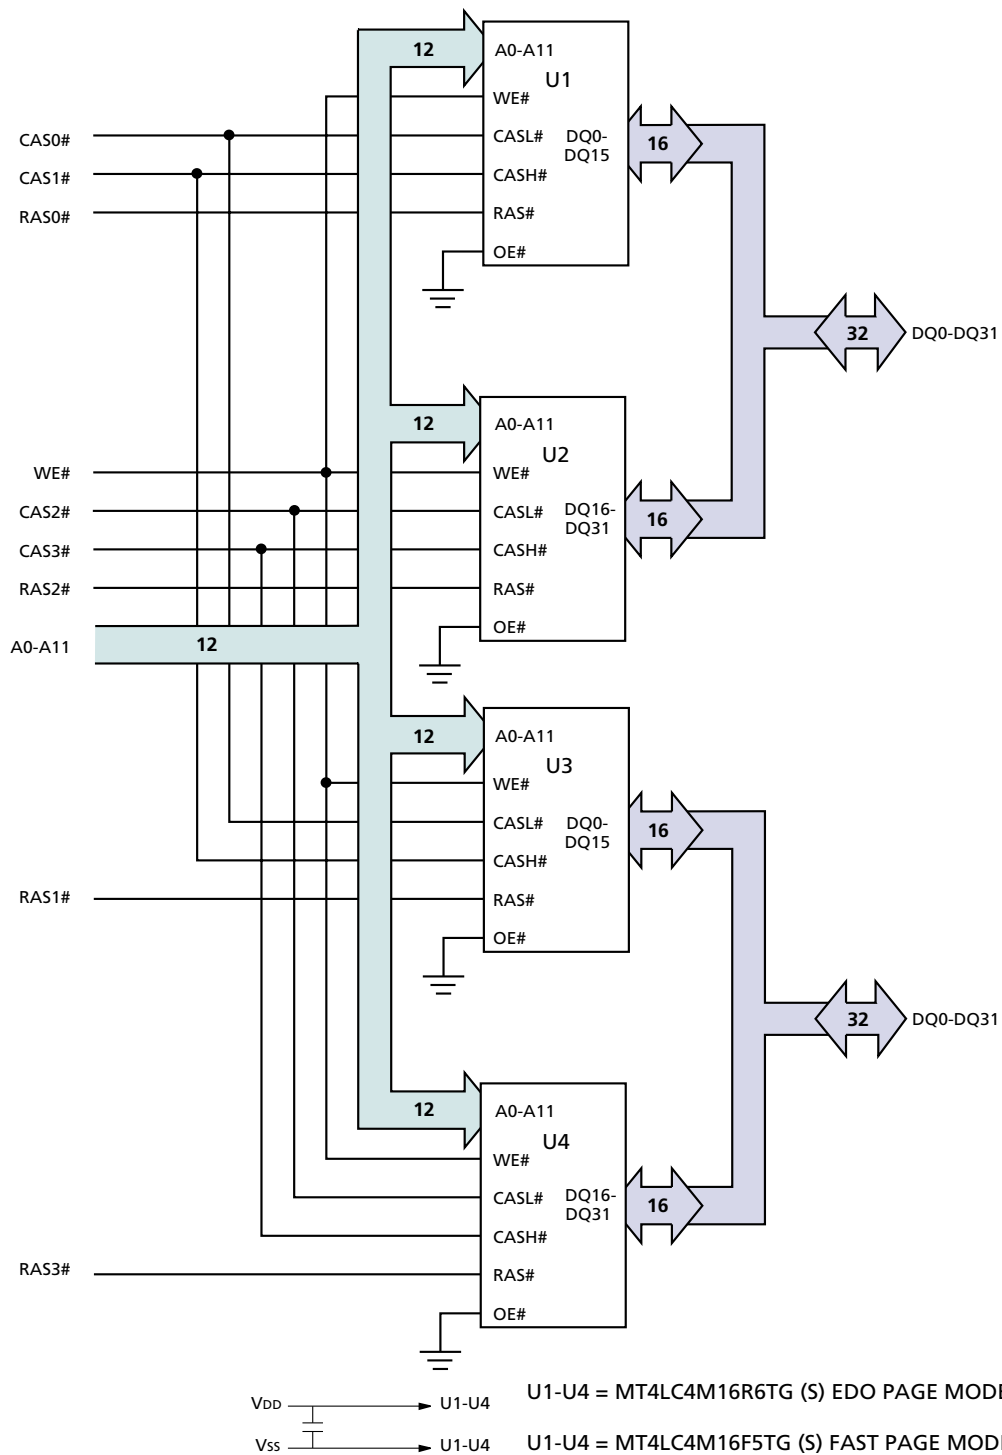 12
A0-A11
U1
WE#
CAS0#
CASL#
DQ0-
DQ15
16
CAS1#
CASH#
RAS0#
RAS#
OE#
32
DQ0-DQ31
12
A0-A11
U2
WE#
WE#
CAS2#
CASL#
DQ16-
DQ31
16
CAS3#
CASH#
RAS2#
RAS#
OE#
A0-A11
12
12
A0-A11
U3
WE#
CASL#
DQ0-
DQ15
16
CASH#
RAS1#
RAS#
OE#
32
DQ0-DQ31
12
A0-A11
U4
WE#
CASL#
DQ16-
DQ31
16
CASH#
RAS3#
RAS#
OE#
VDD
U1-U4
U1-U4 = MT4LC4M16R6TG (S) EDO PAGE MODE
VSS
U1-U4
U1-U4 = MT4LC4M16F5TG (S) FAST PAGE MODE